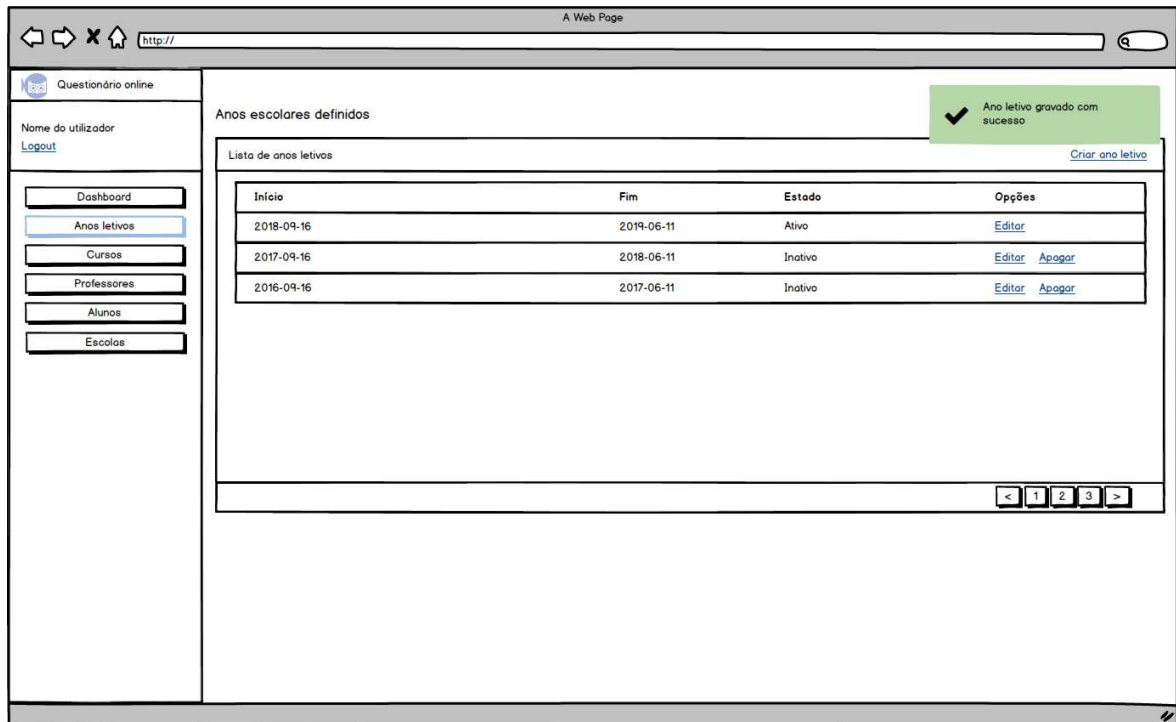 A Web Page
http://
Questionário online
Nome do utilizador
Logout
Dashboard
Anos letivos
Cursos
Professores
Alunos
Escolas
Anos escolares definidos
Ano letivo gravado com
sucesso
Lista de anos letivos Criar ano letivo
Início Fim Estado Opções
2018-09-16 2019-06-11 Ativo Editar
2017-09-16 2018-06-11 Inativo Editar Apagar
2016-09-16 2017-06-11 Inativo Editar Apagar
< 1 2 3 >